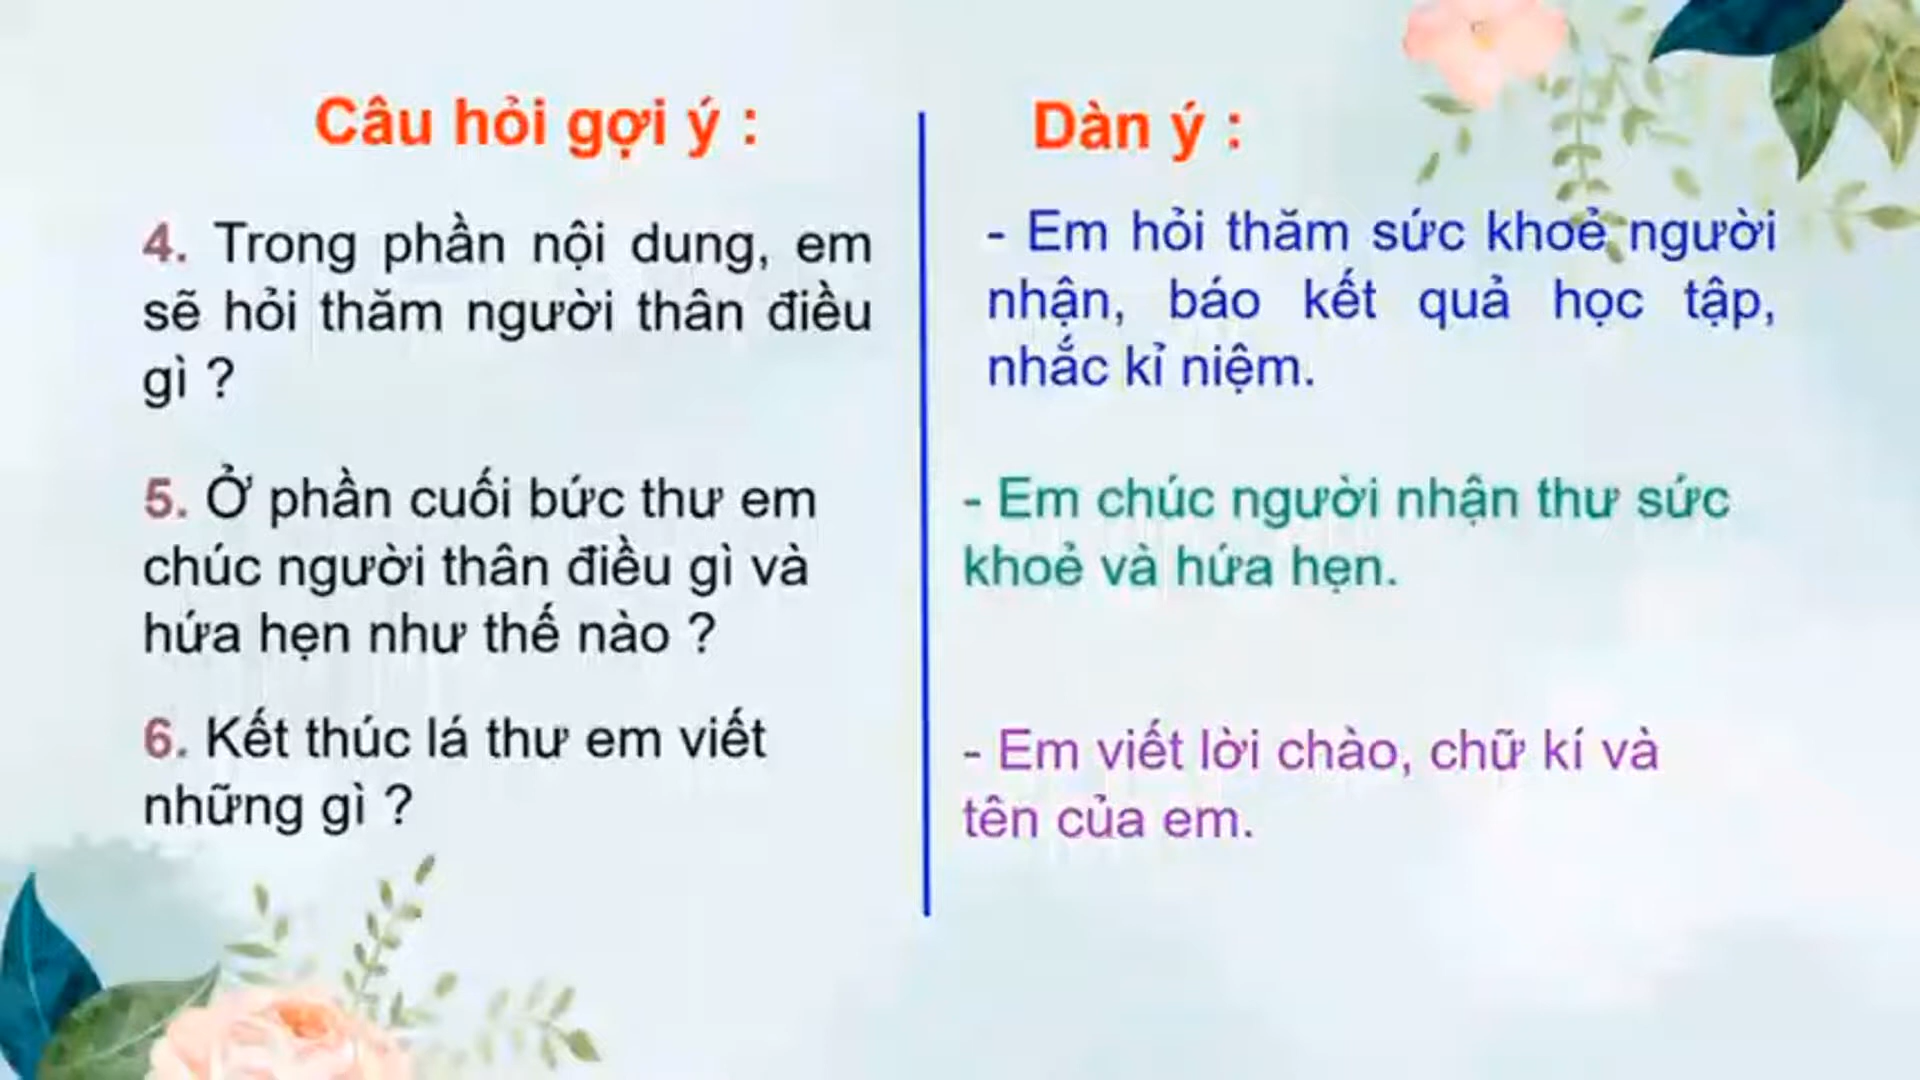 Câu hỏi gợi ý :
4. Trong phần nội dung, em
sẽ hỏi thăm người thân điều
gì ?
5. Ở phần cuối bức thư em
chúc người thân điều gì và
hứa hẹn như thế nào ?
6. Kết thúc lá thư em viết
những gì ?
Dàn ý :
- Em hỏi thăm sức khoẻ người
nhận, báo kết quả học tập,
nhắc kỉ niệm.
- Em chúc người nhận thư sức
khoẻ và hứa hẹn.
- Em viết lời chào, chữ kí và
tên của em.